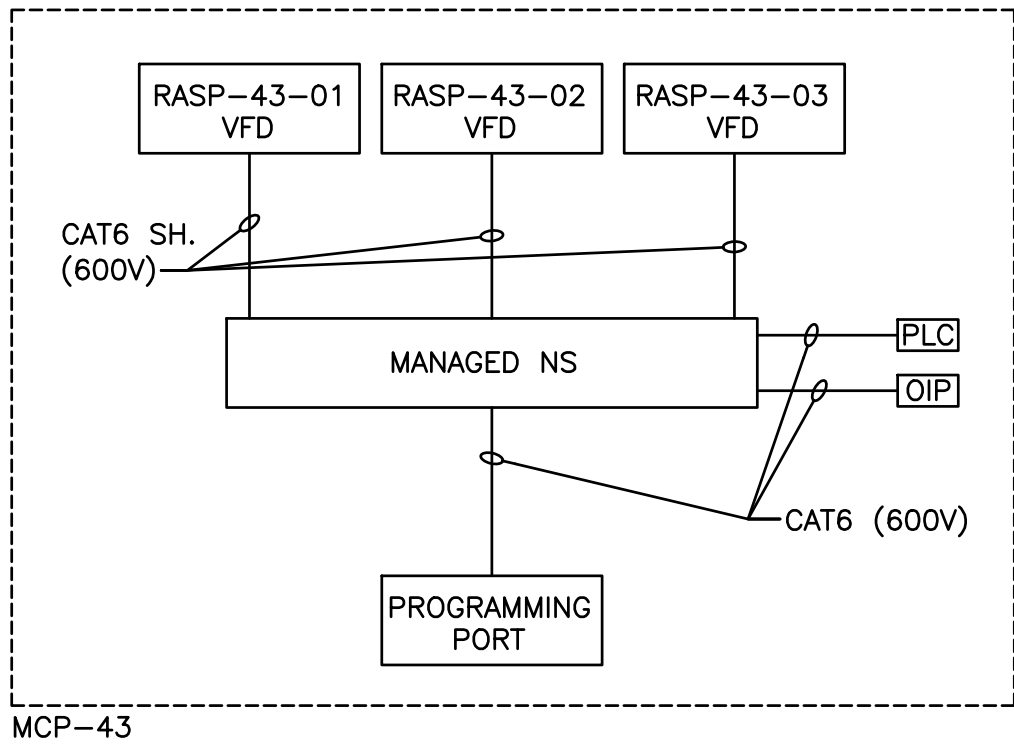 RASP-43-01
VFD
RASP-43-02
VFD
RASP-43-03
VFD
CAT6 SH.
(600V)
MANAGED NS
PLC
OIP
CAT6 (600V)
PROGRAMMING
PORT
MCP-43